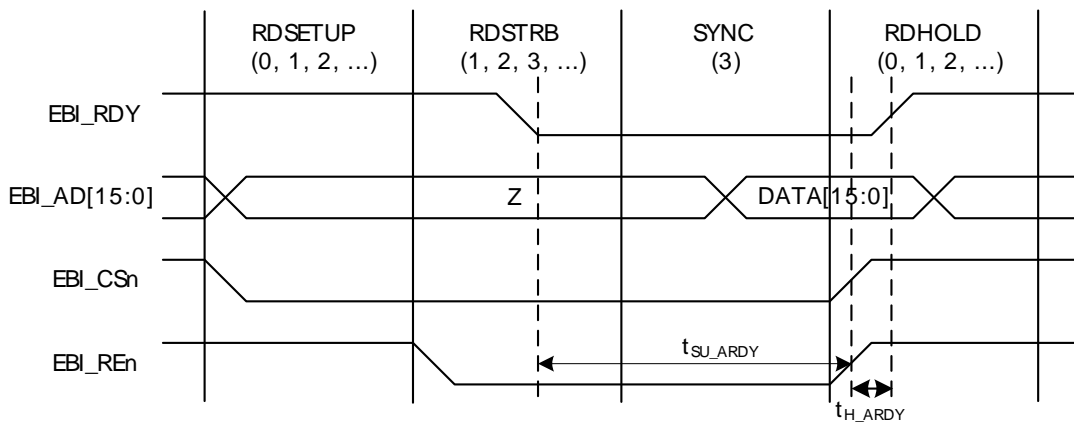 RDSETUP
(0, 1, 2, ...)
RDSTRB
(1, 2, 3, ...)
SYNC
(3)
RDHOLD
(0, 1, 2, ...)
EBI_RDY
EBI_AD[15:0]
Z
DATA[15:0]
EBI_CSn
EBI_REn
tSU_ARDY
tH_ARDY